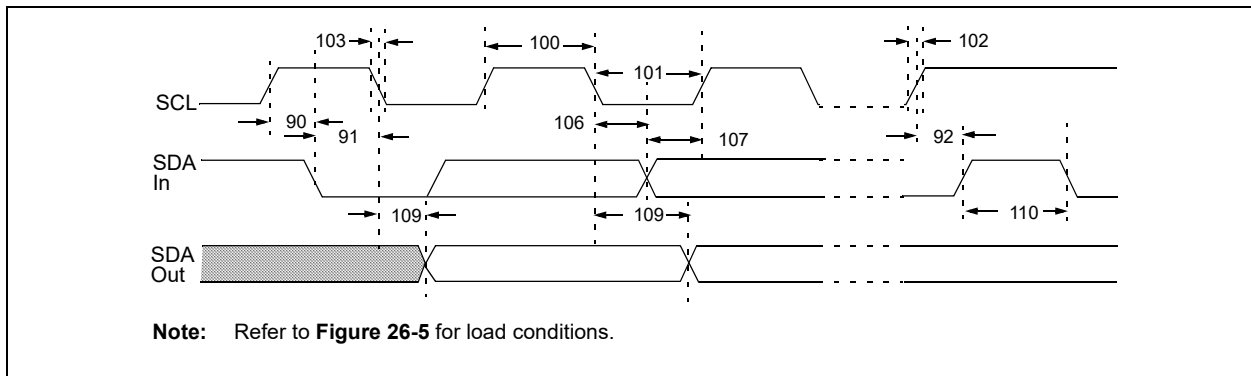 103
100
102
101
SCL
90
91
106
107
92
SDA
In
109
109
110
SDA
Out
Note: Refer to Figure 26-5 for load conditions.